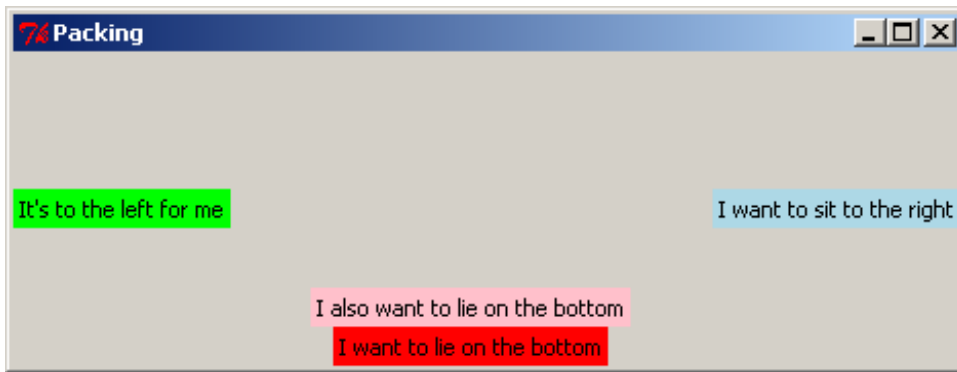 Packing
It's to the left for me
I want to sit to the right
I also want to lie on the bottom
I want to lie on the bottom